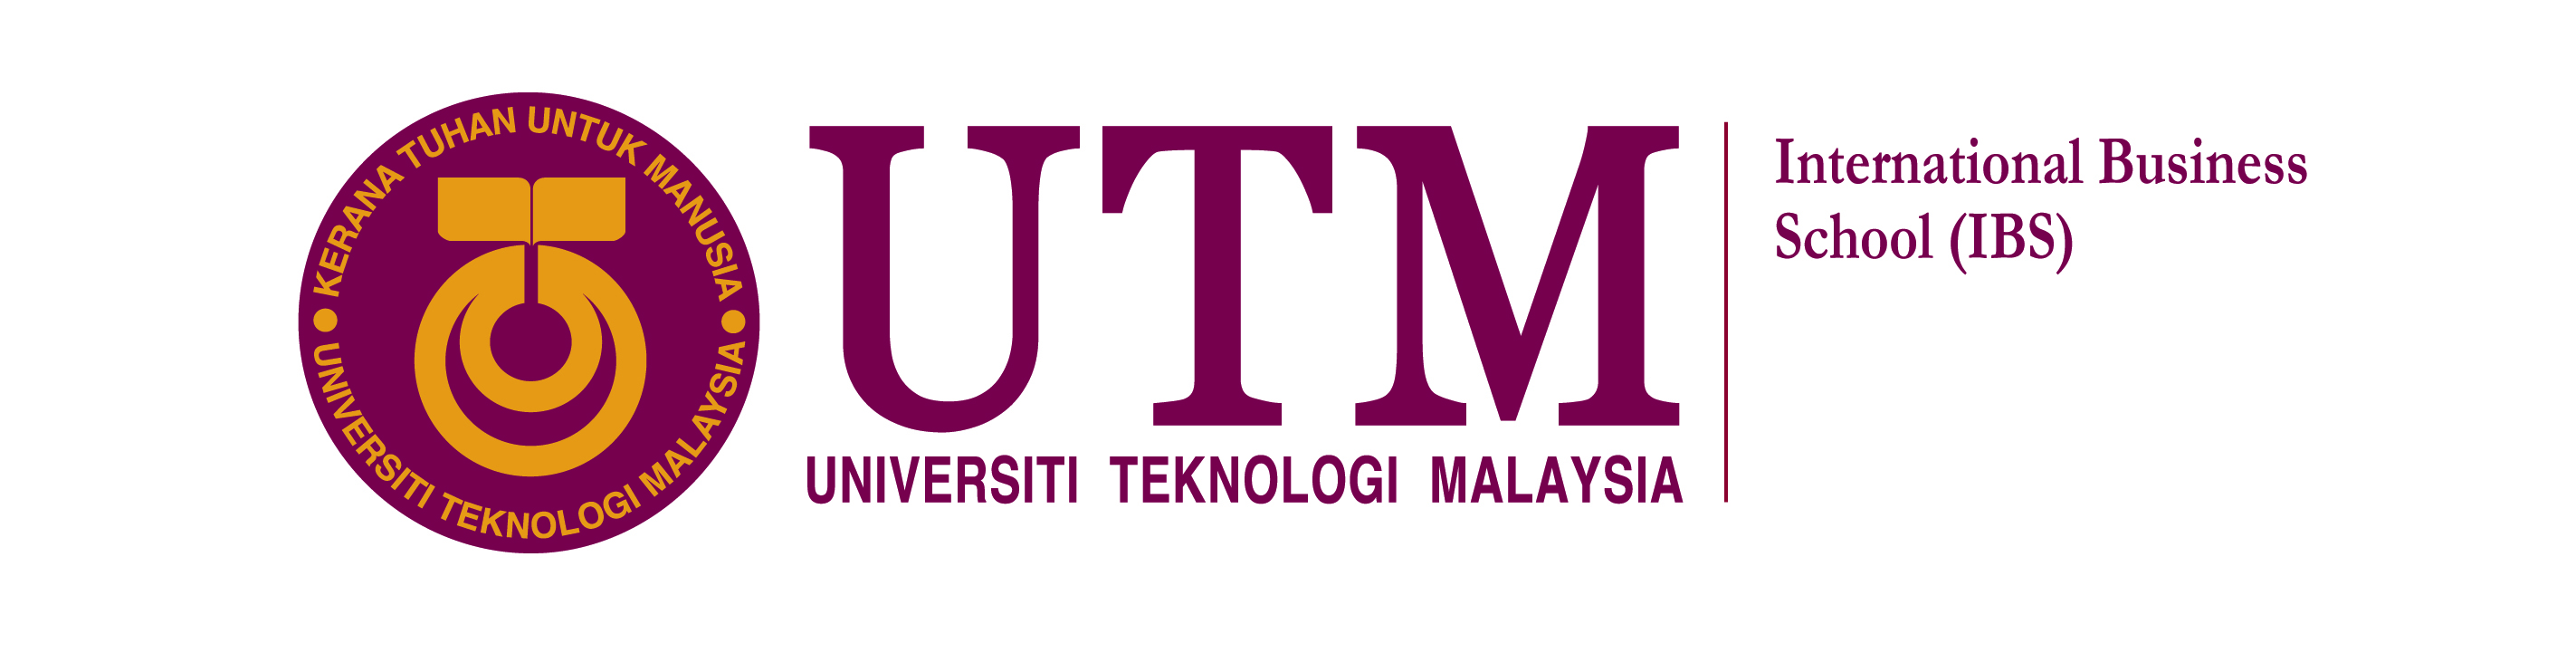 KERANA TUHAN UNTUK MANUSIA
UNIVERSITI TEKNOLOGI MALAYSIA
UTM
UNIVERSITI TEKNOLOGI MALAYSIA
International Business
School (IBS)